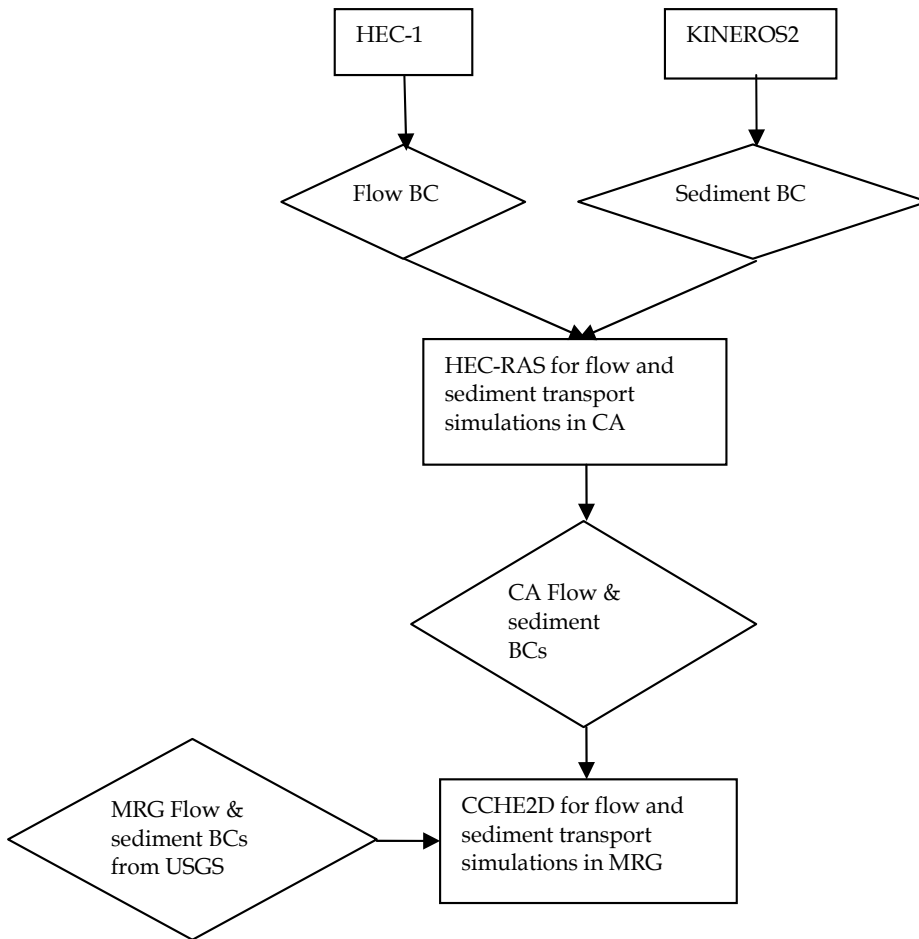 HEC-1
KINEROS2
Flow BC
Sediment BC
HEC-RAS for flow and
sediment transport
simulations in CA
CA Flow &
sediment
BCs
MRG Flow &
sediment BCs
from USGS
CCHE2D for flow and
sediment transport
simulations in MRG